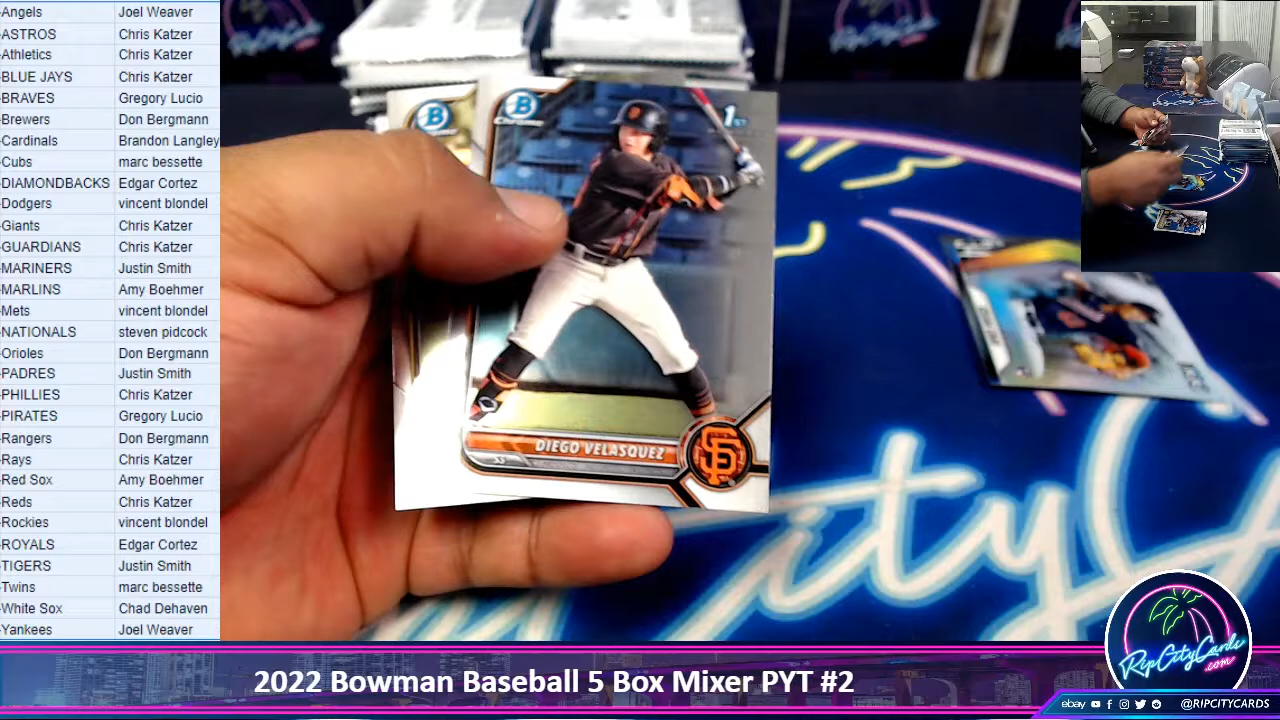 -Angels Joel Weaver
-ASTROS Chris Katzer
-Athletics Chris Katzer
-BLUE JAYS Chris Katzer
-BRAVES Gregory Lucio
-Brewers Don Bergmann
-Cardinals Brandon Langley
-Cubs marc bessette
-DIAMONDBACKS Edgar Cortez
-Dodgers vincent blondel
-Giants Chris Katzer
-GUARDIANS Chris Katzer
-MARINERS Justin Smith
-MARLINS Amy Boehmer
-Mets vincent blondel
-NATIONALS steven pidcock
-Orioles Don Bergmann
-PADRES Justin Smith
-PHILLIES Chris Katzer
-PIRATES Gregory Lucio
-Rangers Don Bergmann
-Rays Chris Katzer
-Red Sox Amy Boehmer
-Reds Chris Katzer
-Rockies vincent blondel
-ROYALS Edgar Cortez
-TIGERS Justin Smith
-Twins marc bessette
-White Sox Chad Dehaven
-Yankees Joel Weaver
B
Chrome
B
Chrome
1ST
DIEGO VELASQUEZ
SF
ityC
RipCityCards
.com
2022 Bowman Baseball 5 Box Mixer PYT #2
ebay @RIPCITYCARDS